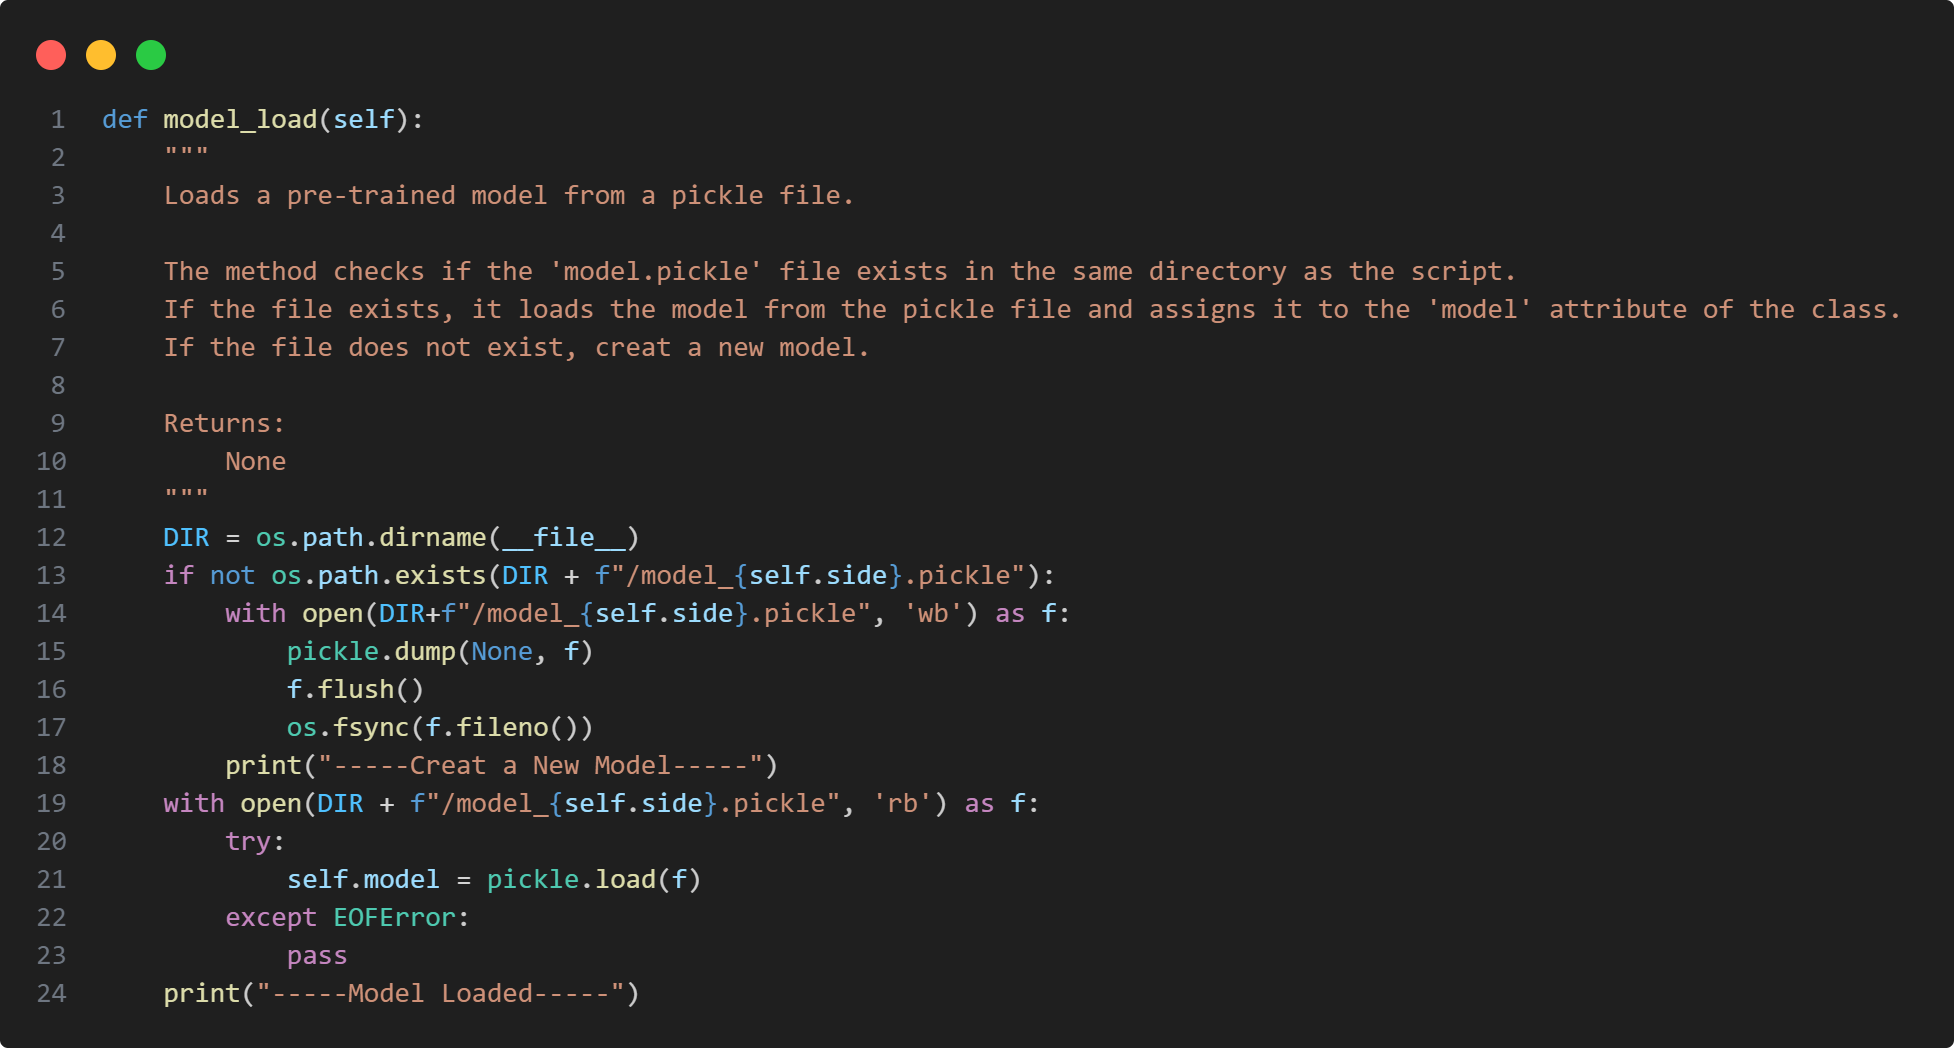 1 def model_load(self):
2     """
3     Loads a pre-trained model from a pickle file.
4
5     The method checks if the 'model.pickle' file exists in the same directory as the script.
6     If the file exists, it loads the model from the pickle file and assigns it to the 'model' attribute of the class.
7     If the file does not exist, creat a new model.
8
9     Returns:
10         None
11     """
12     DIR = os.path.dirname(__file__)
13     if not os.path.exists(DIR + f"/model_{self.side}.pickle"):
14         with open(DIR+f"/model_{self.side}.pickle", 'wb') as f:
15             pickle.dump(None, f)
16             f.flush()
17             os.fsync(f.fileno())
18         print("-----Creat a New Model-----")
19     with open(DIR + f"/model_{self.side}.pickle", 'rb') as f:
20         try:
21             self.model = pickle.load(f)
22         except EOFError:
23             pass
24     print("-----Model Loaded-----")